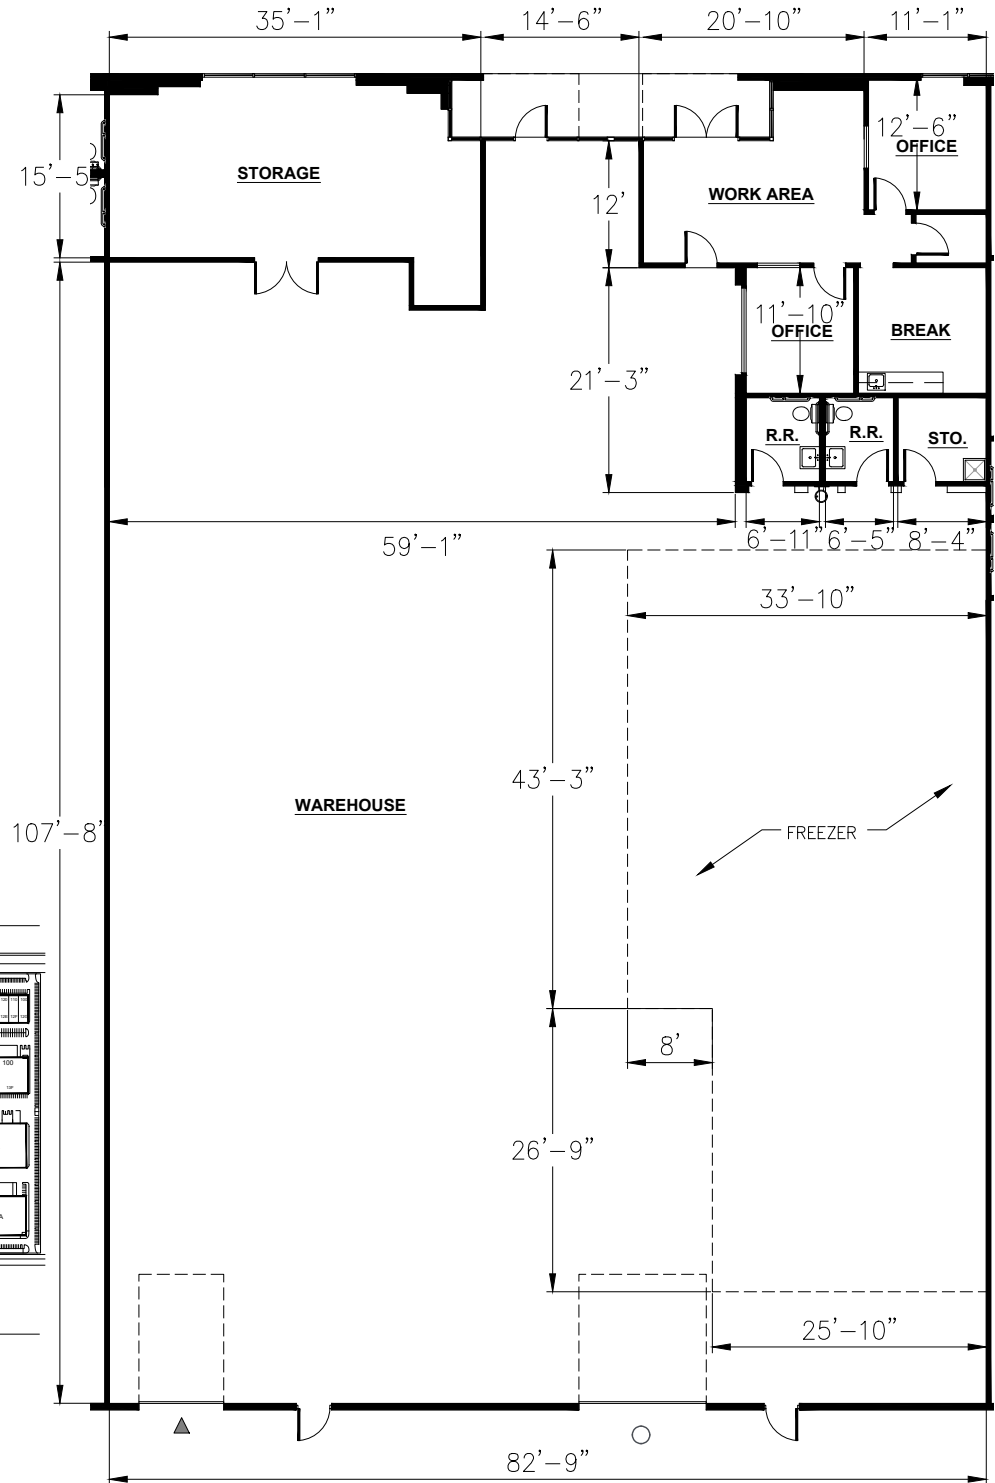 35'-1"
14'-6"
20'-10"
11'-1"
12'-6"
OFFICE
15'-5
STORAGE
WORK AREA
12'
11'-10"
OFFICE
BREAK
21'-3"
R.R.
R.R.
STO.
59'-1"
6'-11"
6'-5"
8'-4"
33'-10"
43'-3"
WAREHOUSE
107'-8'
FREEZER
8'
100
26'-9"
25'-10"
82'-9"